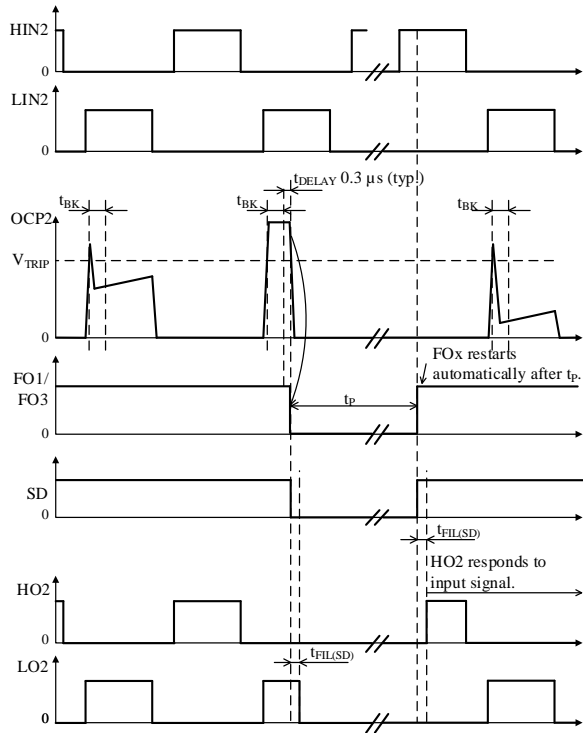 HIN2
0
LIN2
0
tDELAY 0.3 µs (typ.)
tBK
tBK
tBK
OCP2
VTRIP
0
FOx restarts
automatically after tP.
FO1/
FO3
tP
0
SD
0
tFIL(SD)
HO2 responds to
input signal.
HO2
0
tFIL(SD)
LO2
0